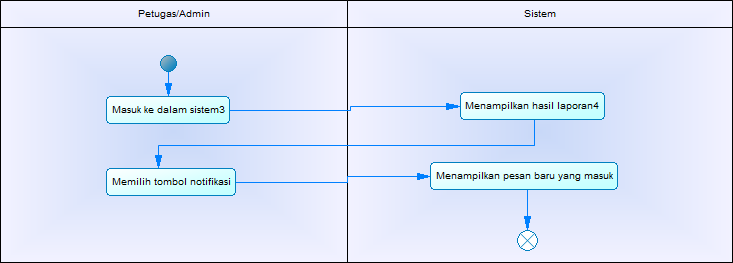 Petugas/Admin
Sistem
Masuk ke dalam sistem3
Menampilkan hasil laporan4
Memilih tombol notifikasi
Menampilkan pesan baru yang masuk